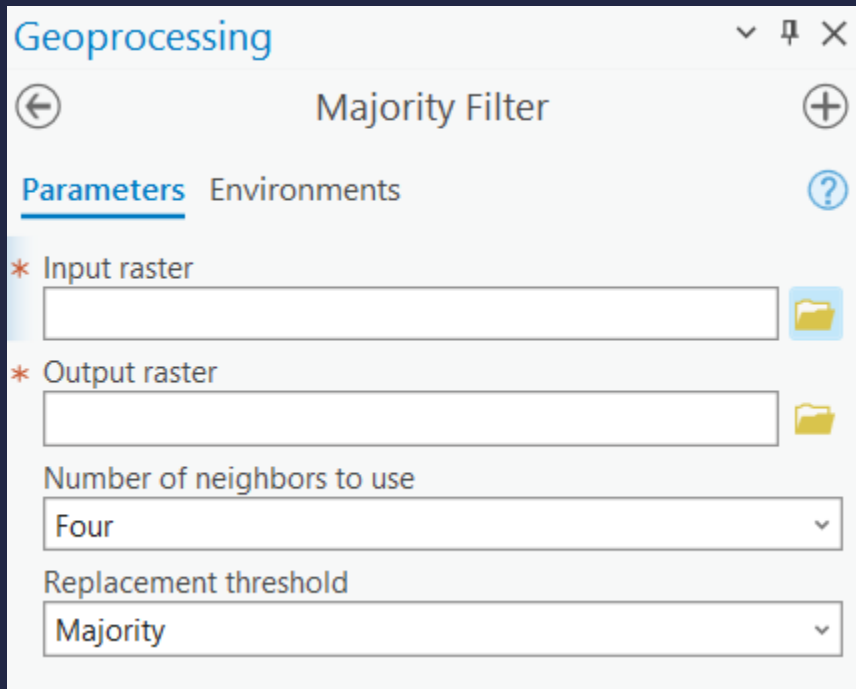 Geoprocessing
Majority Filter
Parameters Environments
* Input raster
* Output raster
Number of neighbors to use
Four
Replacement threshold
Majority